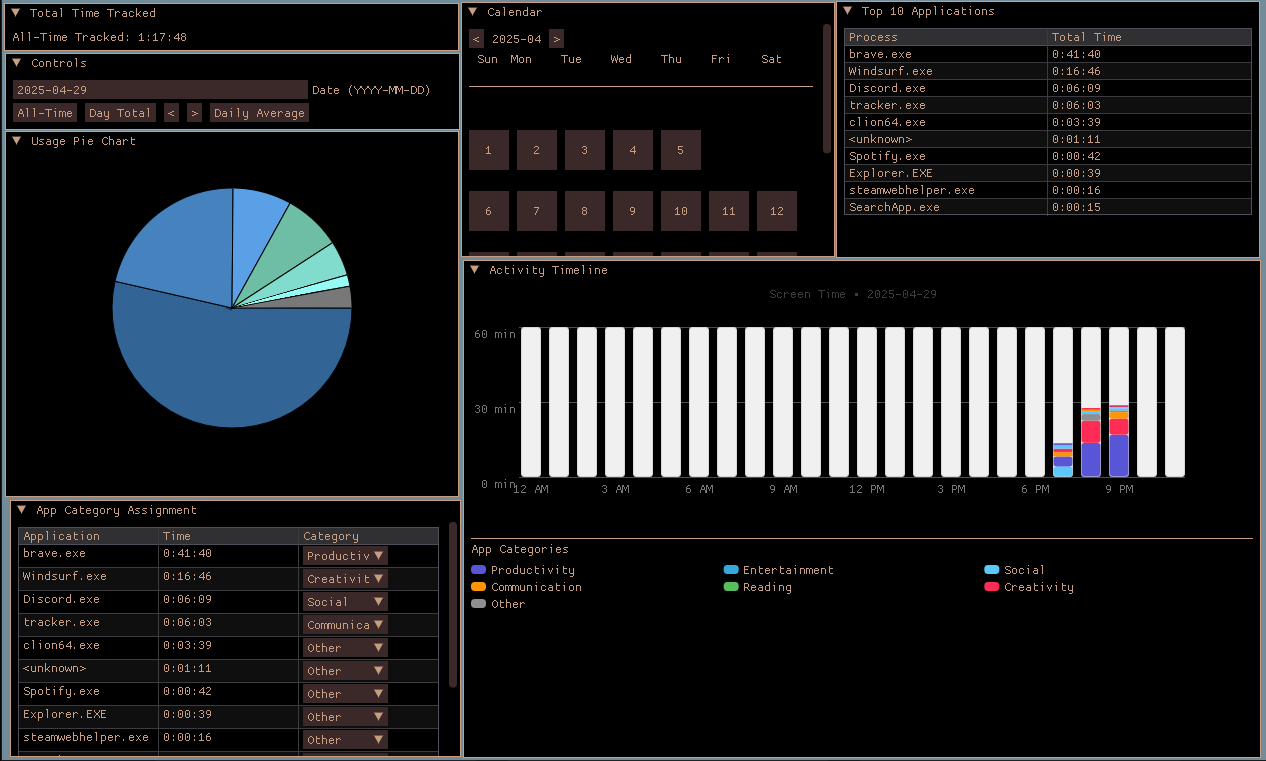 Total Time Tracked
All-Time Tracked: 1:17:48
Controls
2025-04-29 Date (YYYY-MM-DD)
All-Time Day Total < > Daily Average
Usage Pie Chart
App Category Assignment
Application Time Category
brave.exe 0:41:40 Productiv
Windsurf.exe 0:16:46 Creativit
Discord.exe 0:06:09 Social
tracker.exe 0:06:03 Communica
clion64.exe 0:03:39 Other
<unknown> 0:01:11 Other
Spotify.exe 0:00:42 Other
Explorer.EXE 0:00:39 Other
steamwebhelper.exe 0:00:16 Other
Calendar
< 2025-04 >
Sun Mon Tue Wed Thu Fri Sat
1 2 3 4 5
6 7 8 9 10 11 12
Top 10 Applications
Process Total Time
brave.exe 0:41:40
Windsurf.exe 0:16:46
Discord.exe 0:06:09
tracker.exe 0:06:03
clion64.exe 0:03:39
<unknown> 0:01:11
Spotify.exe 0:00:42
Explorer.EXE 0:00:39
steamwebhelper.exe 0:00:16
SearchApp.exe 0:00:15
Activity Timeline
Screen Time • 2025-04-29
60 min
30 min
0 min
12 AM 3 AM 6 AM 9 AM 12 PM 3 PM 6 PM 9 PM
App Categories
Productivity Entertainment Social
Communication Reading Creativity
Other